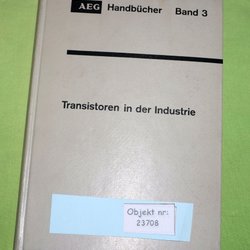 AEG Handbücher Band 3
Transistoren in der Industrie
Objekt nr:
23708